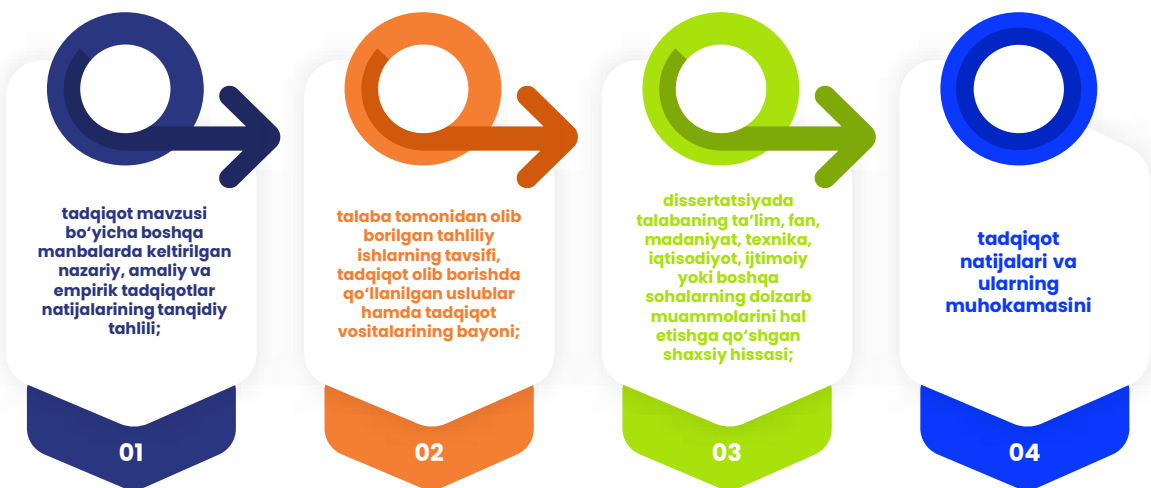 tadqiqot mavzusi
bo‘yicha boshqa
manbalarda keltirilgan
nazariy, amaliy va
empirik tadqiqotlar
natijalarining tanqidiy
tahlili;
01
talaba tomonidan olib
borilgan tahliliy
ishlarning tavsifi,
tadqiqot olib borishda
qo‘llanilgan uslublar
hamda tadqiqot
vositalarining bayoni;
02
dissertatsiyada
talabaning ta’lim, fan,
madaniyat, texnika,
iqtisodiyot, ijtimoiy
yoki boshqa
sohalarning dolzarb
muammolarini hal
etishga qo‘shgan
shaxsiy hissasi;
03
tadqiqot
natijalari va
ularning
muhokamasini
04